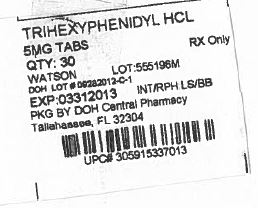 TRIHEXYPHENIDYL HCL
5MG TABS
QTY: 30 RX Only
WATSON LOT:555196M
DOH LOT # 09282012-C-1
EXP:03312013 INT/RPH LS/BB
PKG BY DOH Central Pharmacy
Tallahassee, FL 32304
UPC# 305915337013